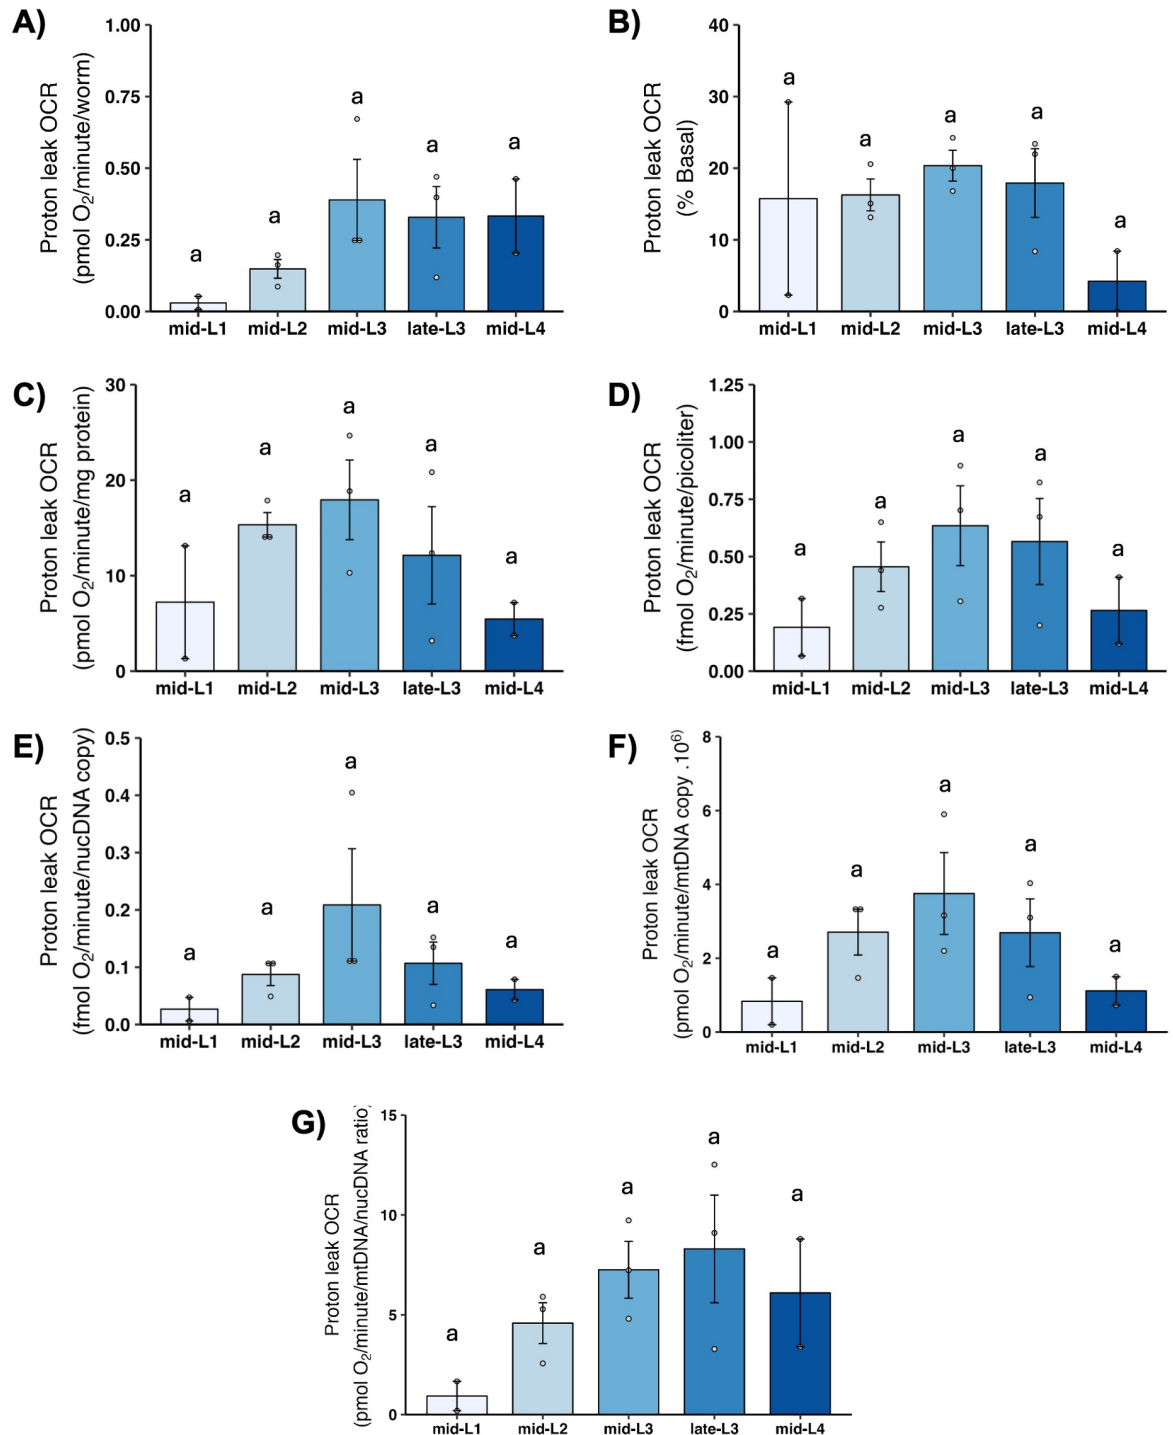 A)
Proton leak OCR
(pmol O₂/minute/worm)
1.00
0.75
0.50
0.25
0.00
a a a a a
mid-L1 mid-L2 mid-L3 late-L3 mid-L4
B)
Proton leak OCR
(% Basal)
40
30
20
10
0
a a a a a
mid-L1 mid-L2 mid-L3 late-L3 mid-L4
C)
Proton leak OCR
(pmol O₂/minute/mg protein)
30
20
10
0
a a a a a
mid-L1 mid-L2 mid-L3 late-L3 mid-L4
D)
Proton leak OCR
(fmol O₂/minute/picoliter)
1.25
1.00
0.75
0.50
0.25
0.00
a a a a a
mid-L1 mid-L2 mid-L3 late-L3 mid-L4
E)
Proton leak OCR
(fmol O₂/minute/nucDNA copy)
0.5
0.4
0.3
0.2
0.1
0.0
a a a a a
mid-L1 mid-L2 mid-L3 late-L3 mid-L4
F)
Proton leak OCR
(pmol O₂/minute/mtDNA copy .10⁶)
8
6
4
2
0
a a a a a
mid-L1 mid-L2 mid-L3 late-L3 mid-L4
G)
Proton leak OCR
(pmol O₂/minute/mtDNA/nucDNA ratio)
15
10
5
0
a a a a a
mid-L1 mid-L2 mid-L3 late-L3 mid-L4